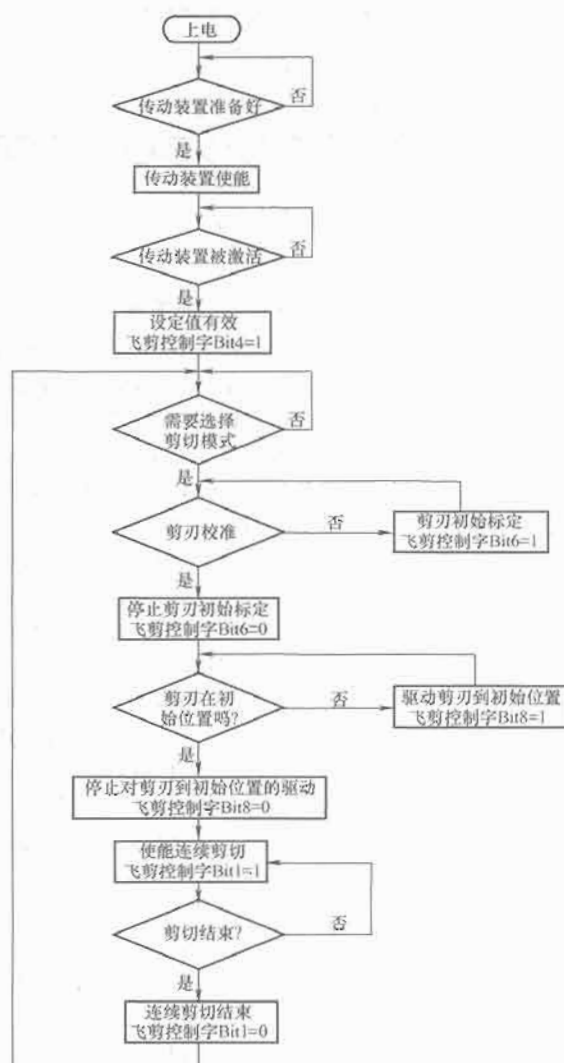 上电
传动装置准备好
否
是
传动装置使能
传动装置被激活
否
是
设定值有效
飞剪控制字Bit4=1
需要选择
剪切模式
否
是
剪刃校准
否
剪刃初始标定
飞剪控制字Bit6=1
是
停止剪刃初始标定
飞剪控制字Bit6=0
剪刃在初
始位置吗?
否
驱动剪刃到初始位置
飞剪控制字Bit8=1
是
停止对剪刃到初始位置的驱动
飞剪控制字Bit8=0
使能连续剪切
飞剪控制字Bit1=1
剪切结束?
否
是
连续剪切结束
飞剪控制字Bit1=0